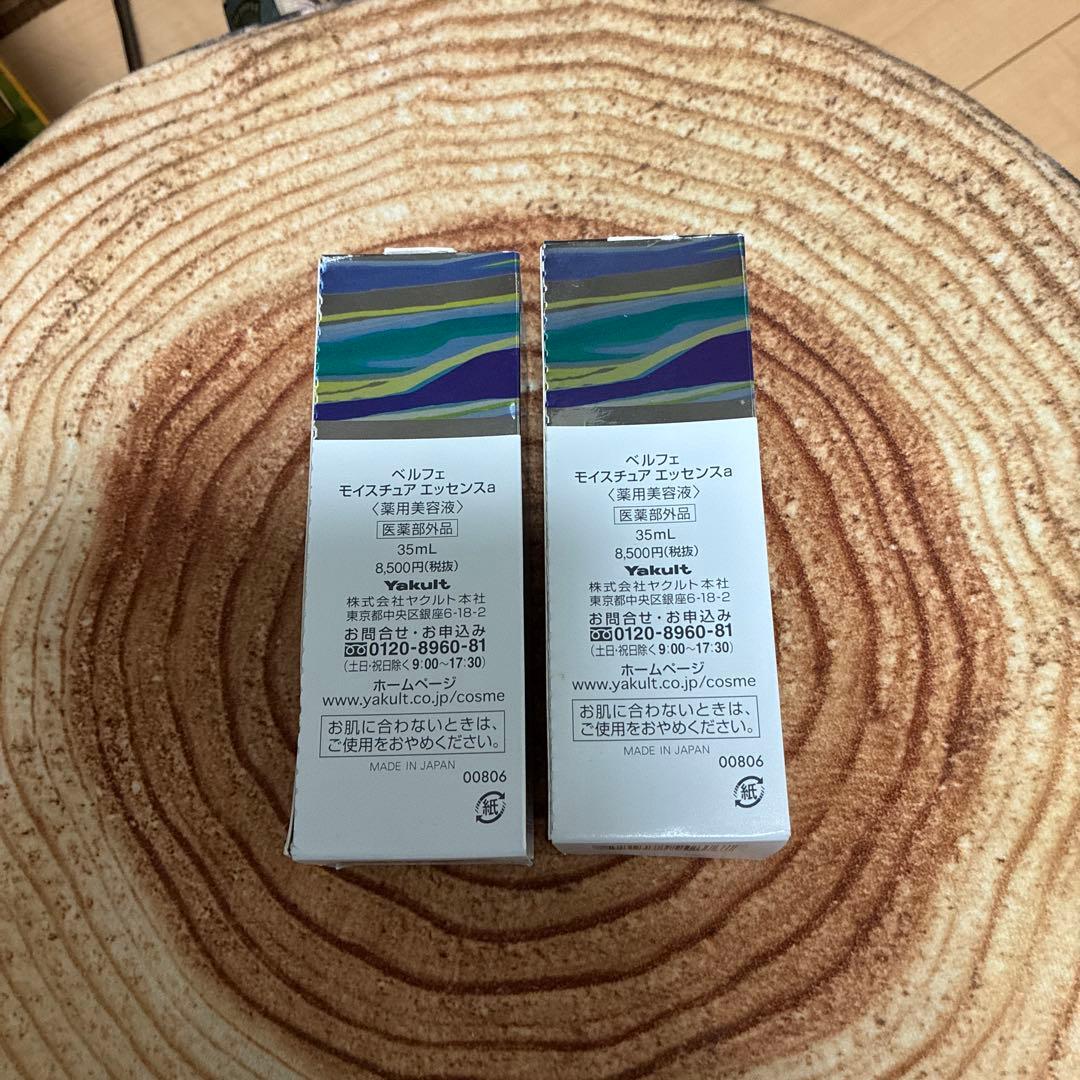 ベルフェ
モイスチュア エッセンスa
〈薬用美容液〉
医薬部外品
35mL
8,500円(税抜)
Yakult
株式会社ヤクルト本社
東京都中央区銀座6-18-2
お問合せ・お申込み
0120-8960-81
(土日・祝日除く9:00〜17:30)
ホームページ
www.yakult.co.jp/cosme
お肌に合わないときは、
ご使用をおやめください。
MADE IN JAPAN
00806
紙
ベルフェ
モイスチュア エッセンスa
〈薬用美容液〉
医薬部外品
35mL
8,500円(税抜)
Yakult
株式会社ヤクルト本社
東京都中央区銀座6-18-2
お問合せ・お申込み
0120-8960-81
(土日・祝日除く9:00〜17:30)
ホームページ
www.yakult.co.jp/cosme
お肌に合わないときは、
ご使用をおやめください。
MADE IN JAPAN
00806
紙